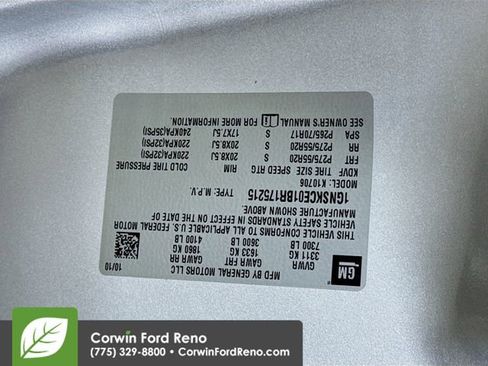 GM
MFD BY GENERAL MOTORS LLC 10/10
GVWR GAWR FRT GAWR RR
3311 KG 1633 KG 1860 KG
7300 LB 3600 LB 4100 LB
THIS VEHICLE CONFORMS TO ALL APPLICABLE U.S. FEDERAL MOTOR
VEHICLE SAFETY STANDARDS IN EFFECT ON THE DATE OF
MANUFACTURE SHOWN ABOVE.
1GNSKCE01BR175215 TYPE: M.P.V.
MODEL: K10706
KDVF TIRE SIZE SPEED RTG RIM COLD TIRE PRESSURE
FRT P275/55R20 S 20X8.5J 220KPA(32PSI)
RR P275/55R20 S 20X8.5J 220KPA(32PSI)
SPA P265/70R17 S 17X7.5J 240KPA(35PSI)
SEE OWNER'S MANUAL FOR MORE INFORMATION.
Corwin Ford Reno
(775) 329-8800 • CorwinFordReno.com